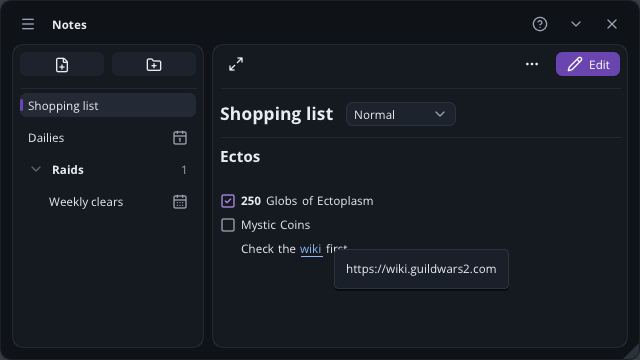 Notes
Edit
Shopping list
Dailies
Raids 1
Weekly clears
Shopping list Normal
Ectos
250 Globs of Ectoplasm
Mystic Coins
Check the wiki first
https://wiki.guildwars2.com